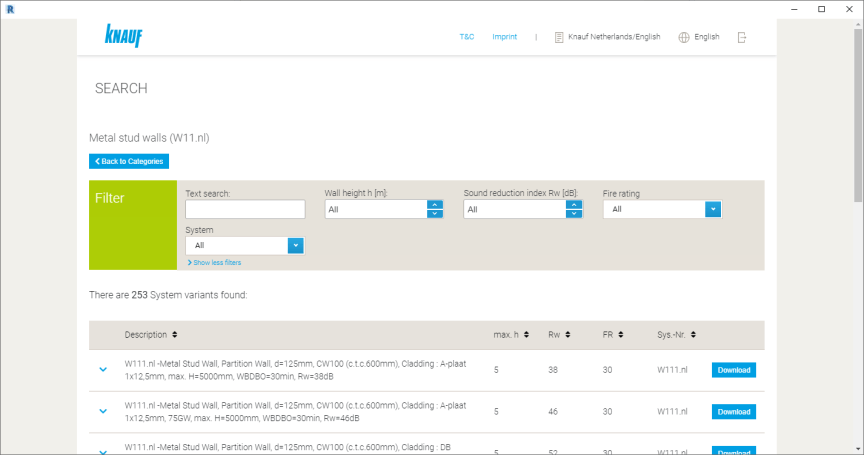 R
KNAUF
T&C Imprint | Knauf Netherlands/English English
SEARCH
Metal stud walls (W11.nl)
Back to Categories
Filter
Text search: Wall height h [m]: Sound reduction index Rw [dB]: Fire rating
All All All
System
All
Show less filters
There are 253 System variants found:
Description max. h Rw FR Sys.-Nr.
W111.nl -Metal Stud Wall, Partition Wall, d=125mm, CW100 (c.t.c.600mm), Cladding : A-plaat
1x12,5mm, max. H=5000mm, WBDBO=30min, Rw=38dB
5 38 30 W111.nl Download
W111.nl -Metal Stud Wall, Partition Wall, d=125mm, CW100 (c.t.c.600mm), Cladding : A-plaat
1x12,5mm, 75GW, max. H=5000mm, WBDBO=30min, Rw=46dB
5 46 30 W111.nl Download
W111.nl -Metal Stud Wall, Partition Wall, d=125mm, CW100 (c.t.c.600mm), Cladding : DB
5 52 30 W111.nl Download